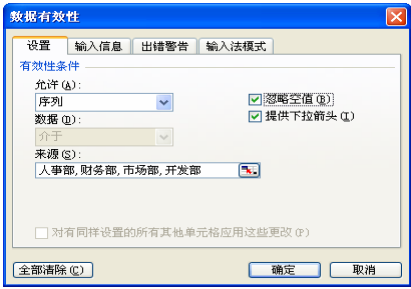 数据有效性
设置 输入信息 出错警告 输入法模式
有效性条件
允许(A):
序列 忽略空值(B)
数据(D): 提供下拉箭头(I)
介于
来源(S):
人事部,财务部,市场部,开发部
对有同样设置的所有其他单元格应用这些更改(P)
全部清除(C) 确定 取消